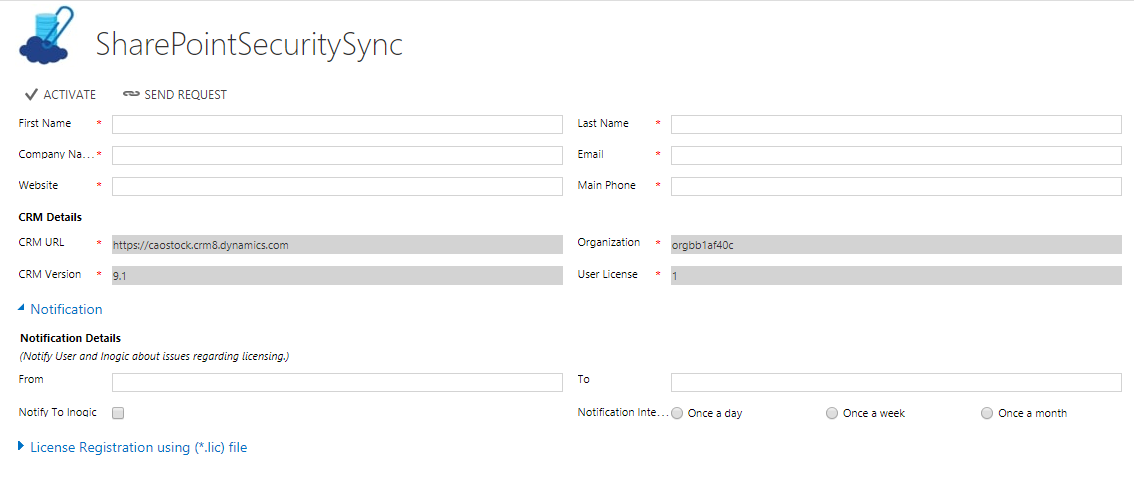 SharePointSecuritySync
ACTIVATE SEND REQUEST
First Name * Last Name *
Company Na...* Email *
Website * Main Phone *
CRM Details
CRM URL * https://caostock.crm8.dynamics.com Organization * orgbb1af40c
CRM Version * 9.1 User License * 1
Notification
Notification Details
(Notify User and Inogic about issues regarding licensing.)
From To
Notify To Inogic Notification Inte... Once a day Once a week Once a month
License Registration using (*.lic) file